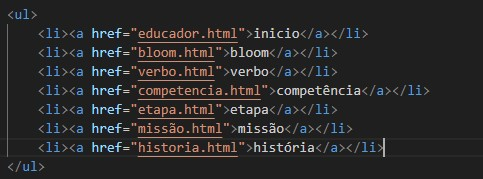 <ul>
<li><a href="educador.html">inicio</a></li>
<li><a href="bloom.html">bloom</a></li>
<li><a href="verbo.html">verbo</a></li>
<li><a href="competencia.html">competência</a></li>
<li><a href="etapa.html">etapa</a></li>
<li><a href="missão.html">missão</a></li>
<li><a href="historia.html">história</a></li>
</ul>